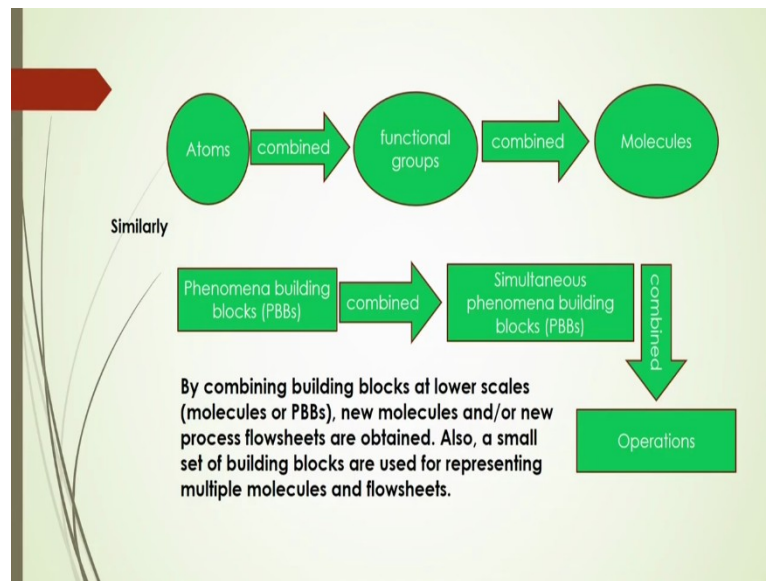 Atoms
combined
functional
groups
combined
Molecules
Similarly
Phenomena building
blocks (PBBs)
combined
Simultaneous
phenomena building
blocks (PBBs)
combined
Operations
By combining building blocks at lower scales
(molecules or PBBs), new molecules and/or new
process flowsheets are obtained. Also, a small
set of building blocks are used for representing
multiple molecules and flowsheets.